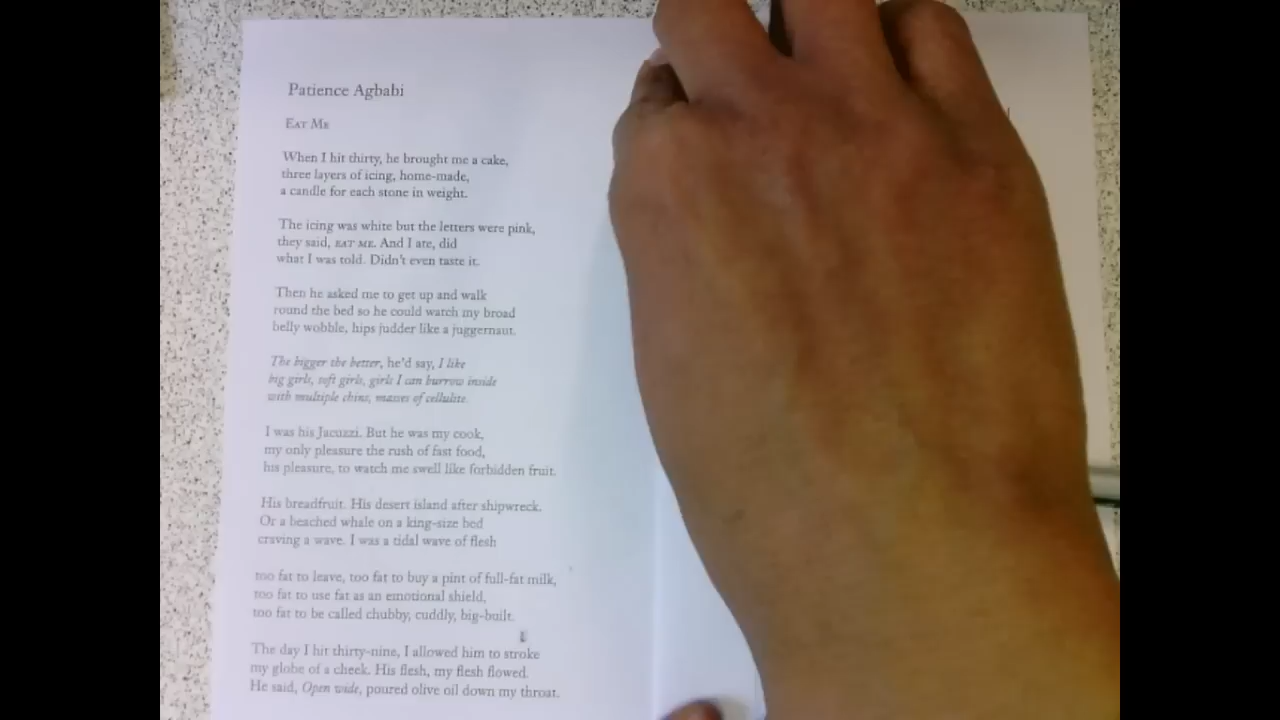 Patience Agbabi
EAT ME
When I hit thirty, he brought me a cake,
three layers of icing, home-made,
a candle for each stone in weight.
The icing was white but the letters were pink,
they said, EAT ME. And I ate, did
what I was told. Didn't even taste it.
Then he asked me to get up and walk
round the bed so he could watch my broad
belly wobble, hips judder like a juggernaut.
The bigger the better, he'd say, I like
big girls, soft girls, girls I can burrow inside
with multiple chins, masses of cellulite.
I was his Jacuzzi. But he was my cook,
my only pleasure the rush of fast food,
his pleasure, to watch me swell like forbidden fruit.
His breadfruit. His desert island after shipwreck.
Or a beached whale on a king-size bed
craving a wave. I was a tidal wave of flesh
too fat to leave, too fat to buy a pint of full-fat milk,
too fat to use fat as an emotional shield,
too fat to be called chubby, cuddly, big-built.
The day I hit thirty-nine, I allowed him to stroke
my globe of a cheek. His flesh, my flesh flowed.
He said, Open wide, poured olive oil down my throat.